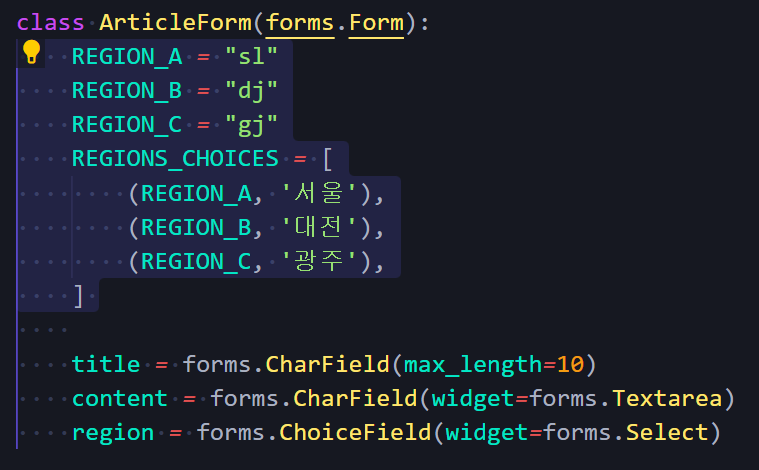 class ArticleForm(forms.Form):
    REGION_A = "sl"
    REGION_B = "dj"
    REGION_C = "gj"
    REGIONS_CHOICES = [
        (REGION_A, '서울'),
        (REGION_B, '대전'),
        (REGION_C, '광주'),
    ]
    title = forms.CharField(max_length=10)
    content = forms.CharField(widget=forms.Textarea)
    region = forms.ChoiceField(widget=forms.Select)